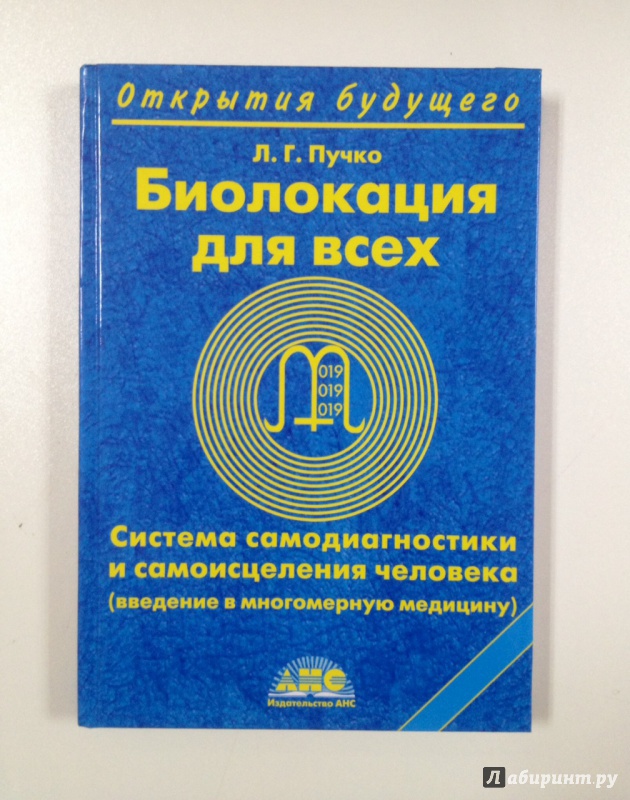 Открытия будущего
Л. Г. Пучко
Биолокация
для всех
019
019
019
Система самодиагностики
и самоисцеления человека
(введение в многомерную медицину)
АНС
Издательство АНС
Лабиринт.ру